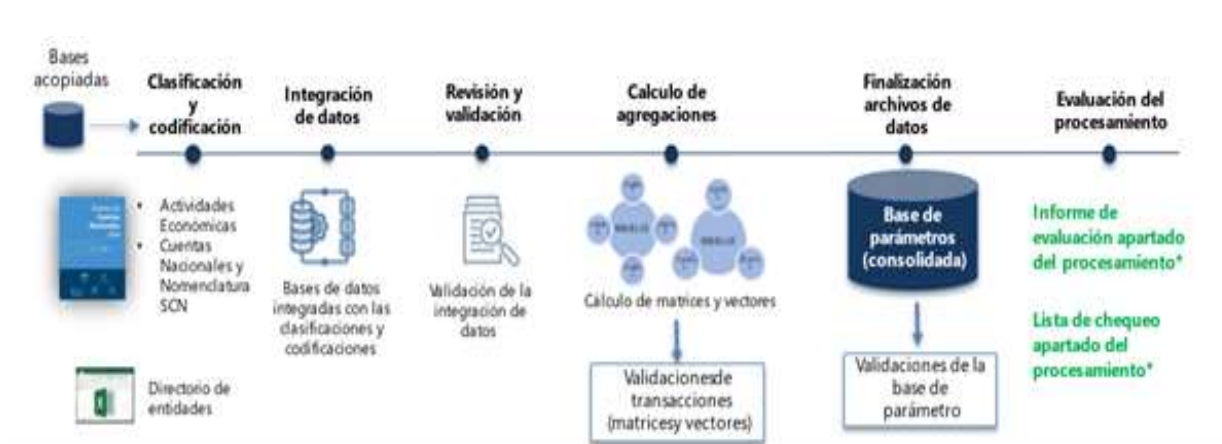 Bases
acopiadas
Clasificación
y
codificación
Integración
de datos
Revisión y
validación
Calculo de
agregaciones
Finalización
archivos de
datos
Evaluación del
procesamiento
• Actividades
Economicas
• Cuentas
Nacionales y
Nomenclatura
SCN
Directorio de
entidades
Bases de datos
integradas con las
clasificaciones y
codificaciones
Validación de la
integración de
datos
Cálculo de matrices y vectores
Validacionesde
transacciones
(matricesy vectores)
Base de
parámetros
(consolidada)
Validaciones de la
base de
parámetro
Informe de
evaluación apartado
del procesamiento*
Lista de chequeo
apartado del
procesamiento*